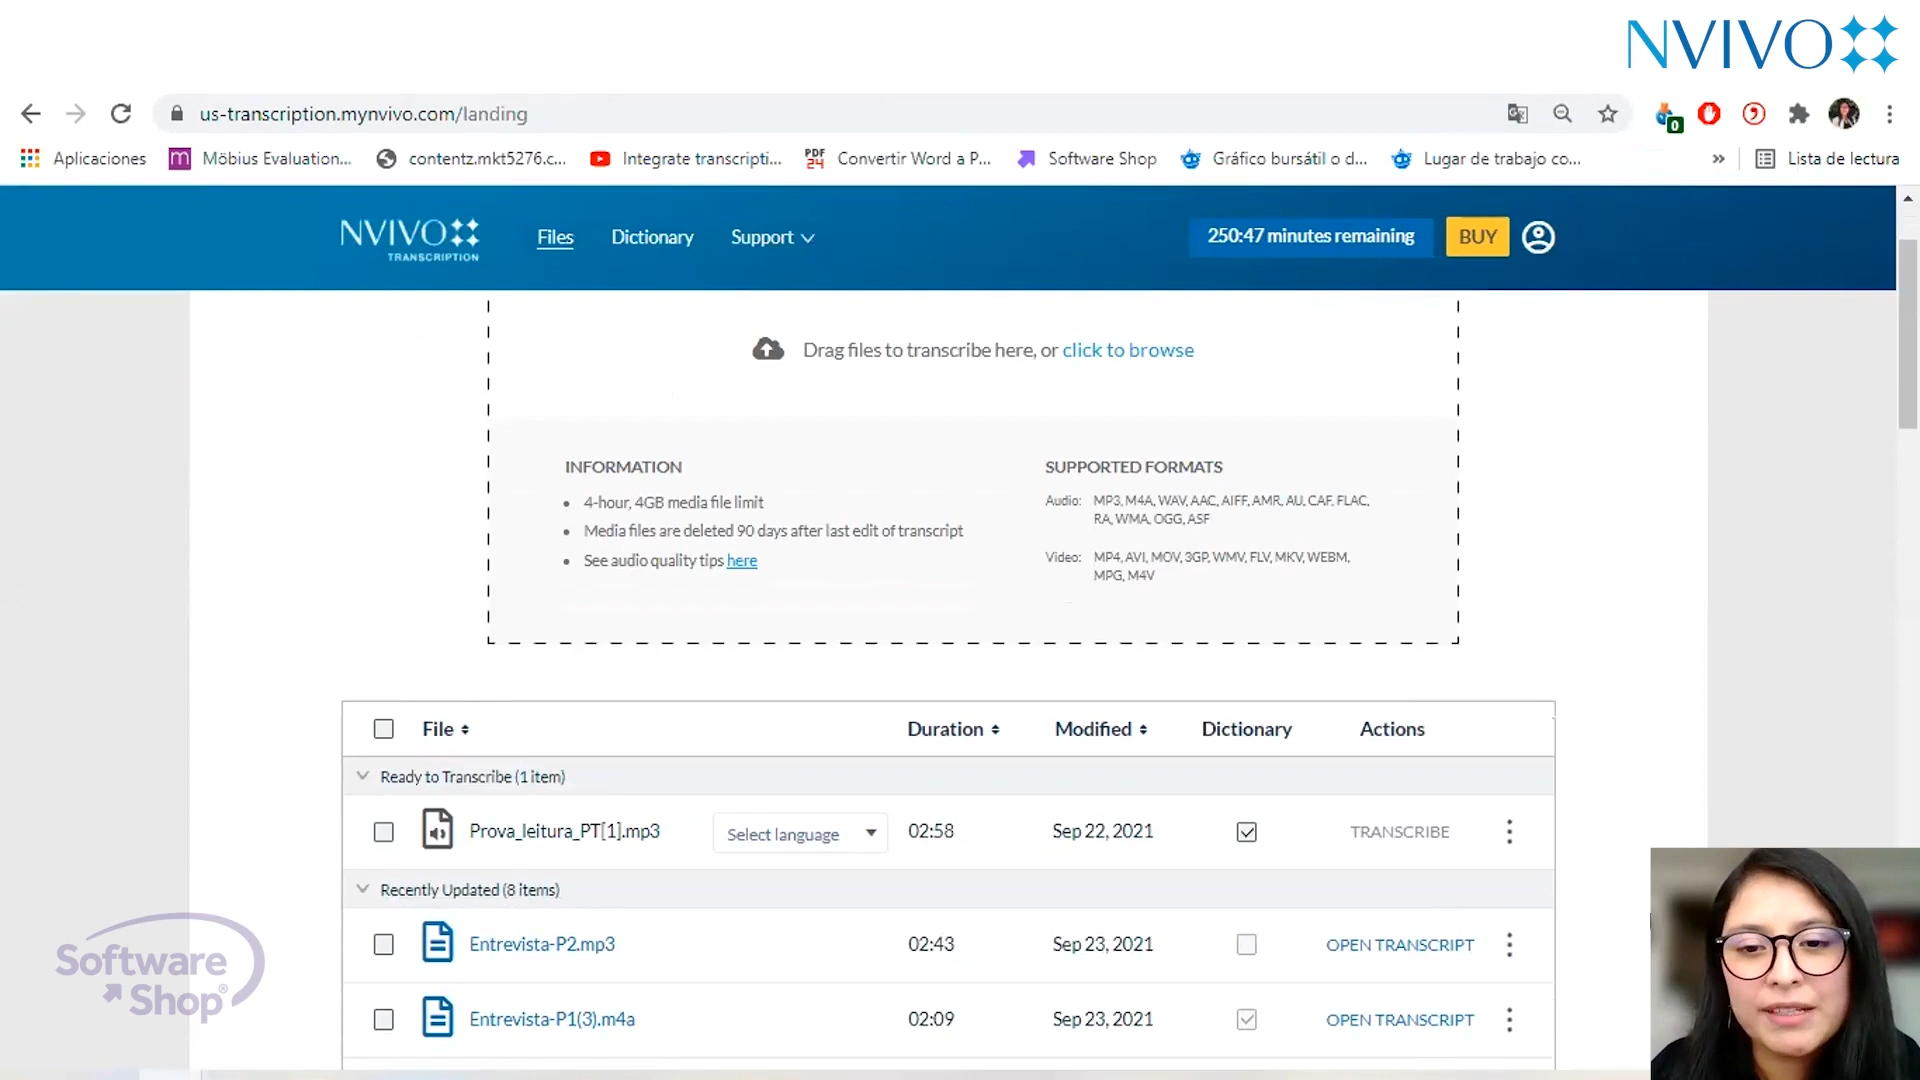 NVIVO
us-transcription.mynvivo.com/landing
0
Aplicaciones
m Möbius Evaluation...
contentz.mkt5276.c...
Integrate transcripti...
PDF 24 Convertir Word a P...
Software Shop
Gráfico bursátil o d...
Lugar de trabajo co...
»
Lista de lectura
NVIVO TRANSCRIPTION
Files
Dictionary
Support
250:47 minutes remaining
BUY
Drag files to transcribe here, or click to browse
INFORMATION
• 4-hour, 4GB media file limit
• Media files are deleted 90 days after last edit of transcript
• See audio quality tips here
SUPPORTED FORMATS
Audio: MP3, M4A, WAV, AAC, AIFF, AMR, AU, CAF, FLAC,
RA, WMA, OGG, ASF
Video: MP4, AVI, MOV, 3GP, WMV, FLV, MKV, WEBM,
MPG, M4V
File Duration Modified Dictionary Actions
Ready to Transcribe (1 item)
Prova_leitura_PT[1].mp3 Select language 02:58 Sep 22, 2021 TRANSCRIBE
Recently Updated (8 items)
Entrevista-P2.mp3 02:43 Sep 23, 2021 OPEN TRANSCRIPT
Entrevista-P1(3).m4a 02:09 Sep 23, 2021 OPEN TRANSCRIPT
Software
Shop®